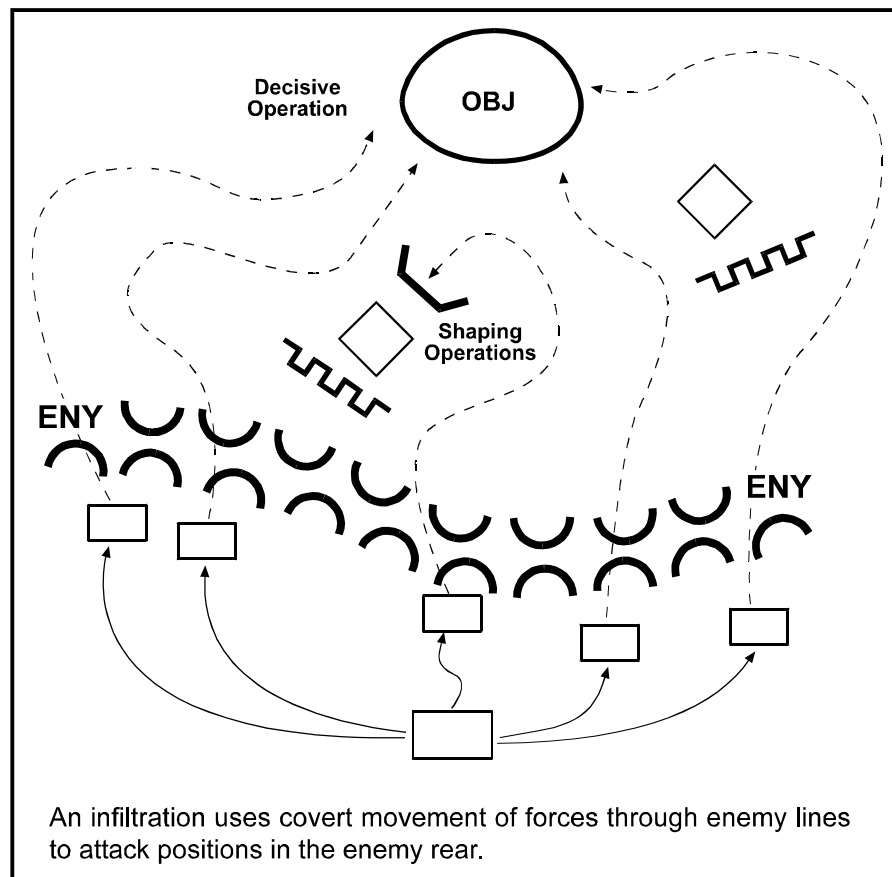 Decisive
Operation
OBJ
Shaping
Operations
ENY
ENY
An infiltration uses covert movement of forces through enemy lines
to attack positions in the enemy rear.